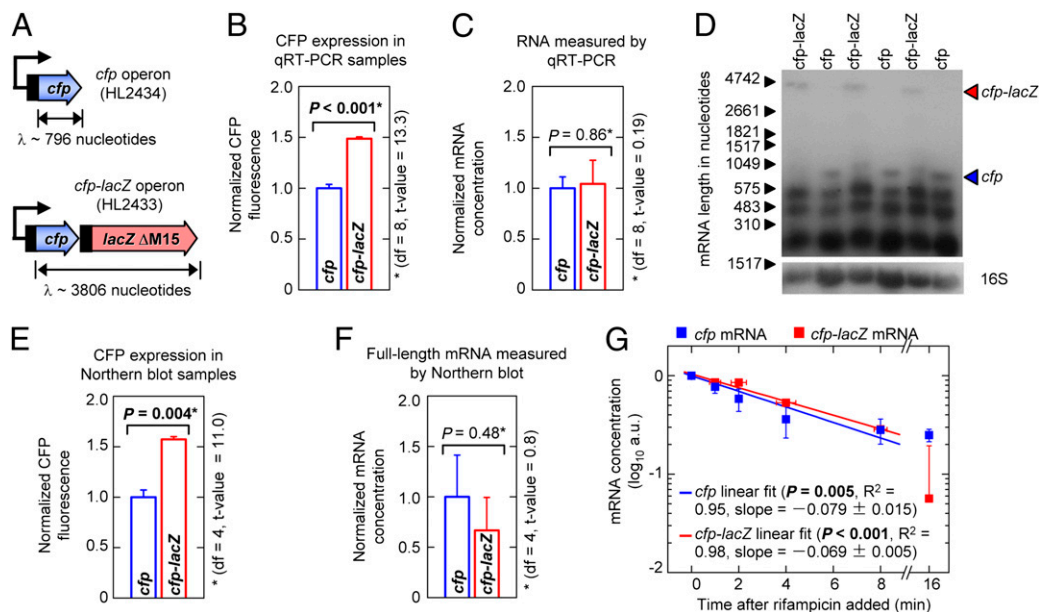 A
cfp operon
(HL2434)
cfp
λ ~ 796 nucleotides
cfp-lacZ operon
(HL2433)
cfp
lacZ ΔM15
λ ~ 3806 nucleotides
B
CFP expression in
qRT-PCR samples
2.0
1.5
1.0
0.5
0
Normalized CFP
fluorescence
P < 0.001*
cfp
cfp-lacZ
* (df = 8, t-value = 13.3)
C
RNA measured by
qRT-PCR
2.0
1.5
1.0
0.5
0
Normalized mRNA
concentration
P = 0.86*
cfp
cfp-lacZ
* (df = 8, t-value = 0.19)
D
cfp-lacZ
cfp
cfp-lacZ
cfp
cfp-lacZ
cfp
mRNA length in nucleotides
4742
2661
1821
1517
1049
575
483
310
1517
cfp-lacZ
cfp
16S
E
CFP expression in
Northern blot samples
2.0
1.5
1.0
0.5
0
Normalized CFP
fluorescence
P = 0.004*
cfp
cfp-lacZ
* (df = 4, t-value = 11.0)
F
Full-length mRNA measured
by Northern blot
2.0
1.5
1.0
0.5
0
Normalized mRNA
concentration
P = 0.48*
cfp
cfp-lacZ
* (df = 4, t-value = 0.8)
G
cfp mRNA
cfp-lacZ mRNA
mRNA concentration
(log10 a.u.)
0
-1
-2
cfp linear fit (P = 0.005, R² =
0.95, slope = −0.079 ± 0.015)
cfp-lacZ linear fit (P < 0.001, R² =
0.98, slope = −0.069 ± 0.005)
0 2 4 6 8 16
Time after rifampicin added (min)